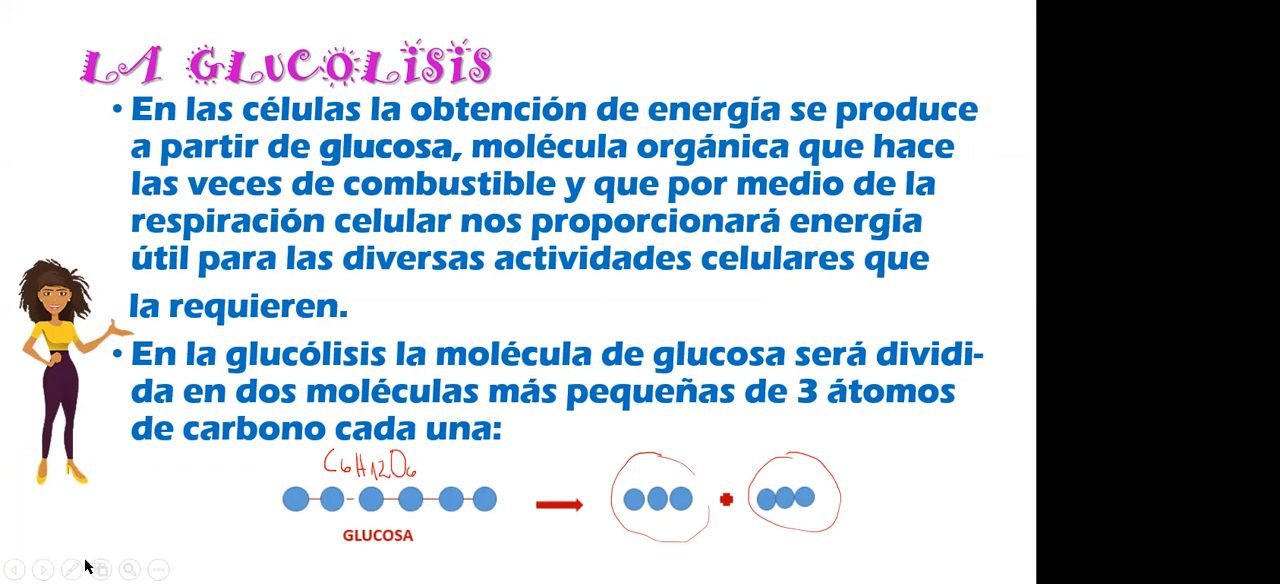 LA GLUCOLISIS
• En las células la obtención de energía se produce
a partir de glucosa, molécula orgánica que hace
las veces de combustible y que por medio de la
respiración celular nos proporcionará energía
útil para las diversas actividades celulares que
la requieren.
• En la glucólisis la molécula de glucosa será dividi-
da en dos moléculas más pequeñas de 3 átomos
de carbono cada una:
C6H12O6
GLUCOSA